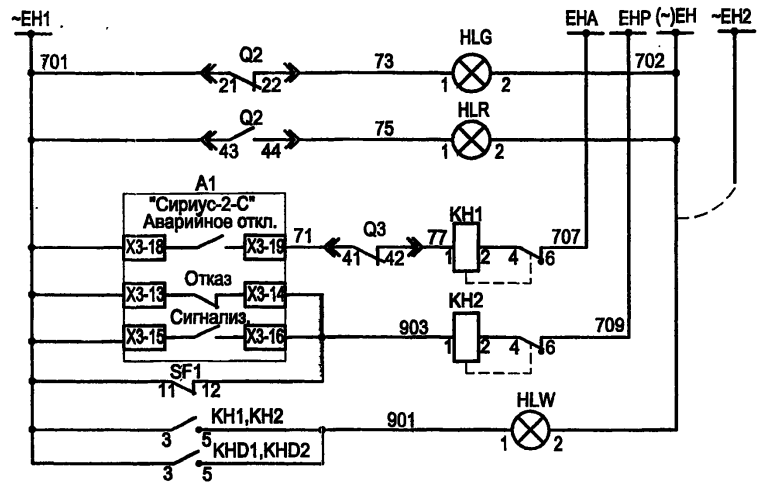 ~EH1 EHA EHP (~)EH ~EH2
701 Q2 73 HLG 702
21 22 1 2
Q2 75 HLR
43 44 1 2
A1
"Сириус-2-С"
Аварийное откл.
X3-18 X3-19 71 Q3 77 KH1 707
41 42 1 2 4 6
Отказ
X3-13 X3-14
Сигнализ. KH2
X3-15 X3-16 903 709
1 2 4 6
SF1
11 12
HLW
KH1,KH2 901
3 5 1 2
KHD1,KHD2
3 5